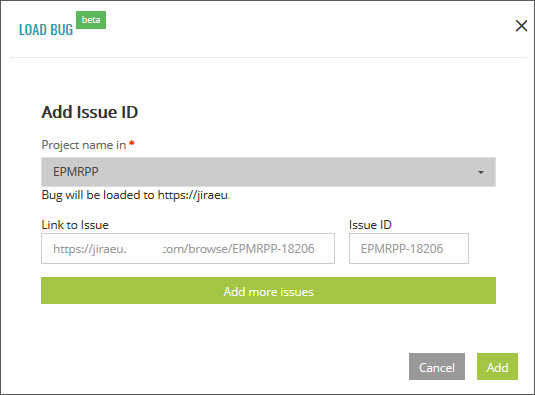 LOAD BUG beta
Add Issue ID
Project name in *
EPMRPP
Bug will be loaded to https://jiraeu.
Link to Issue Issue ID
https://jiraeu. .com/browse/EPMRPP-18206 EPMRPP-18206
Add more issues
Cancel Add